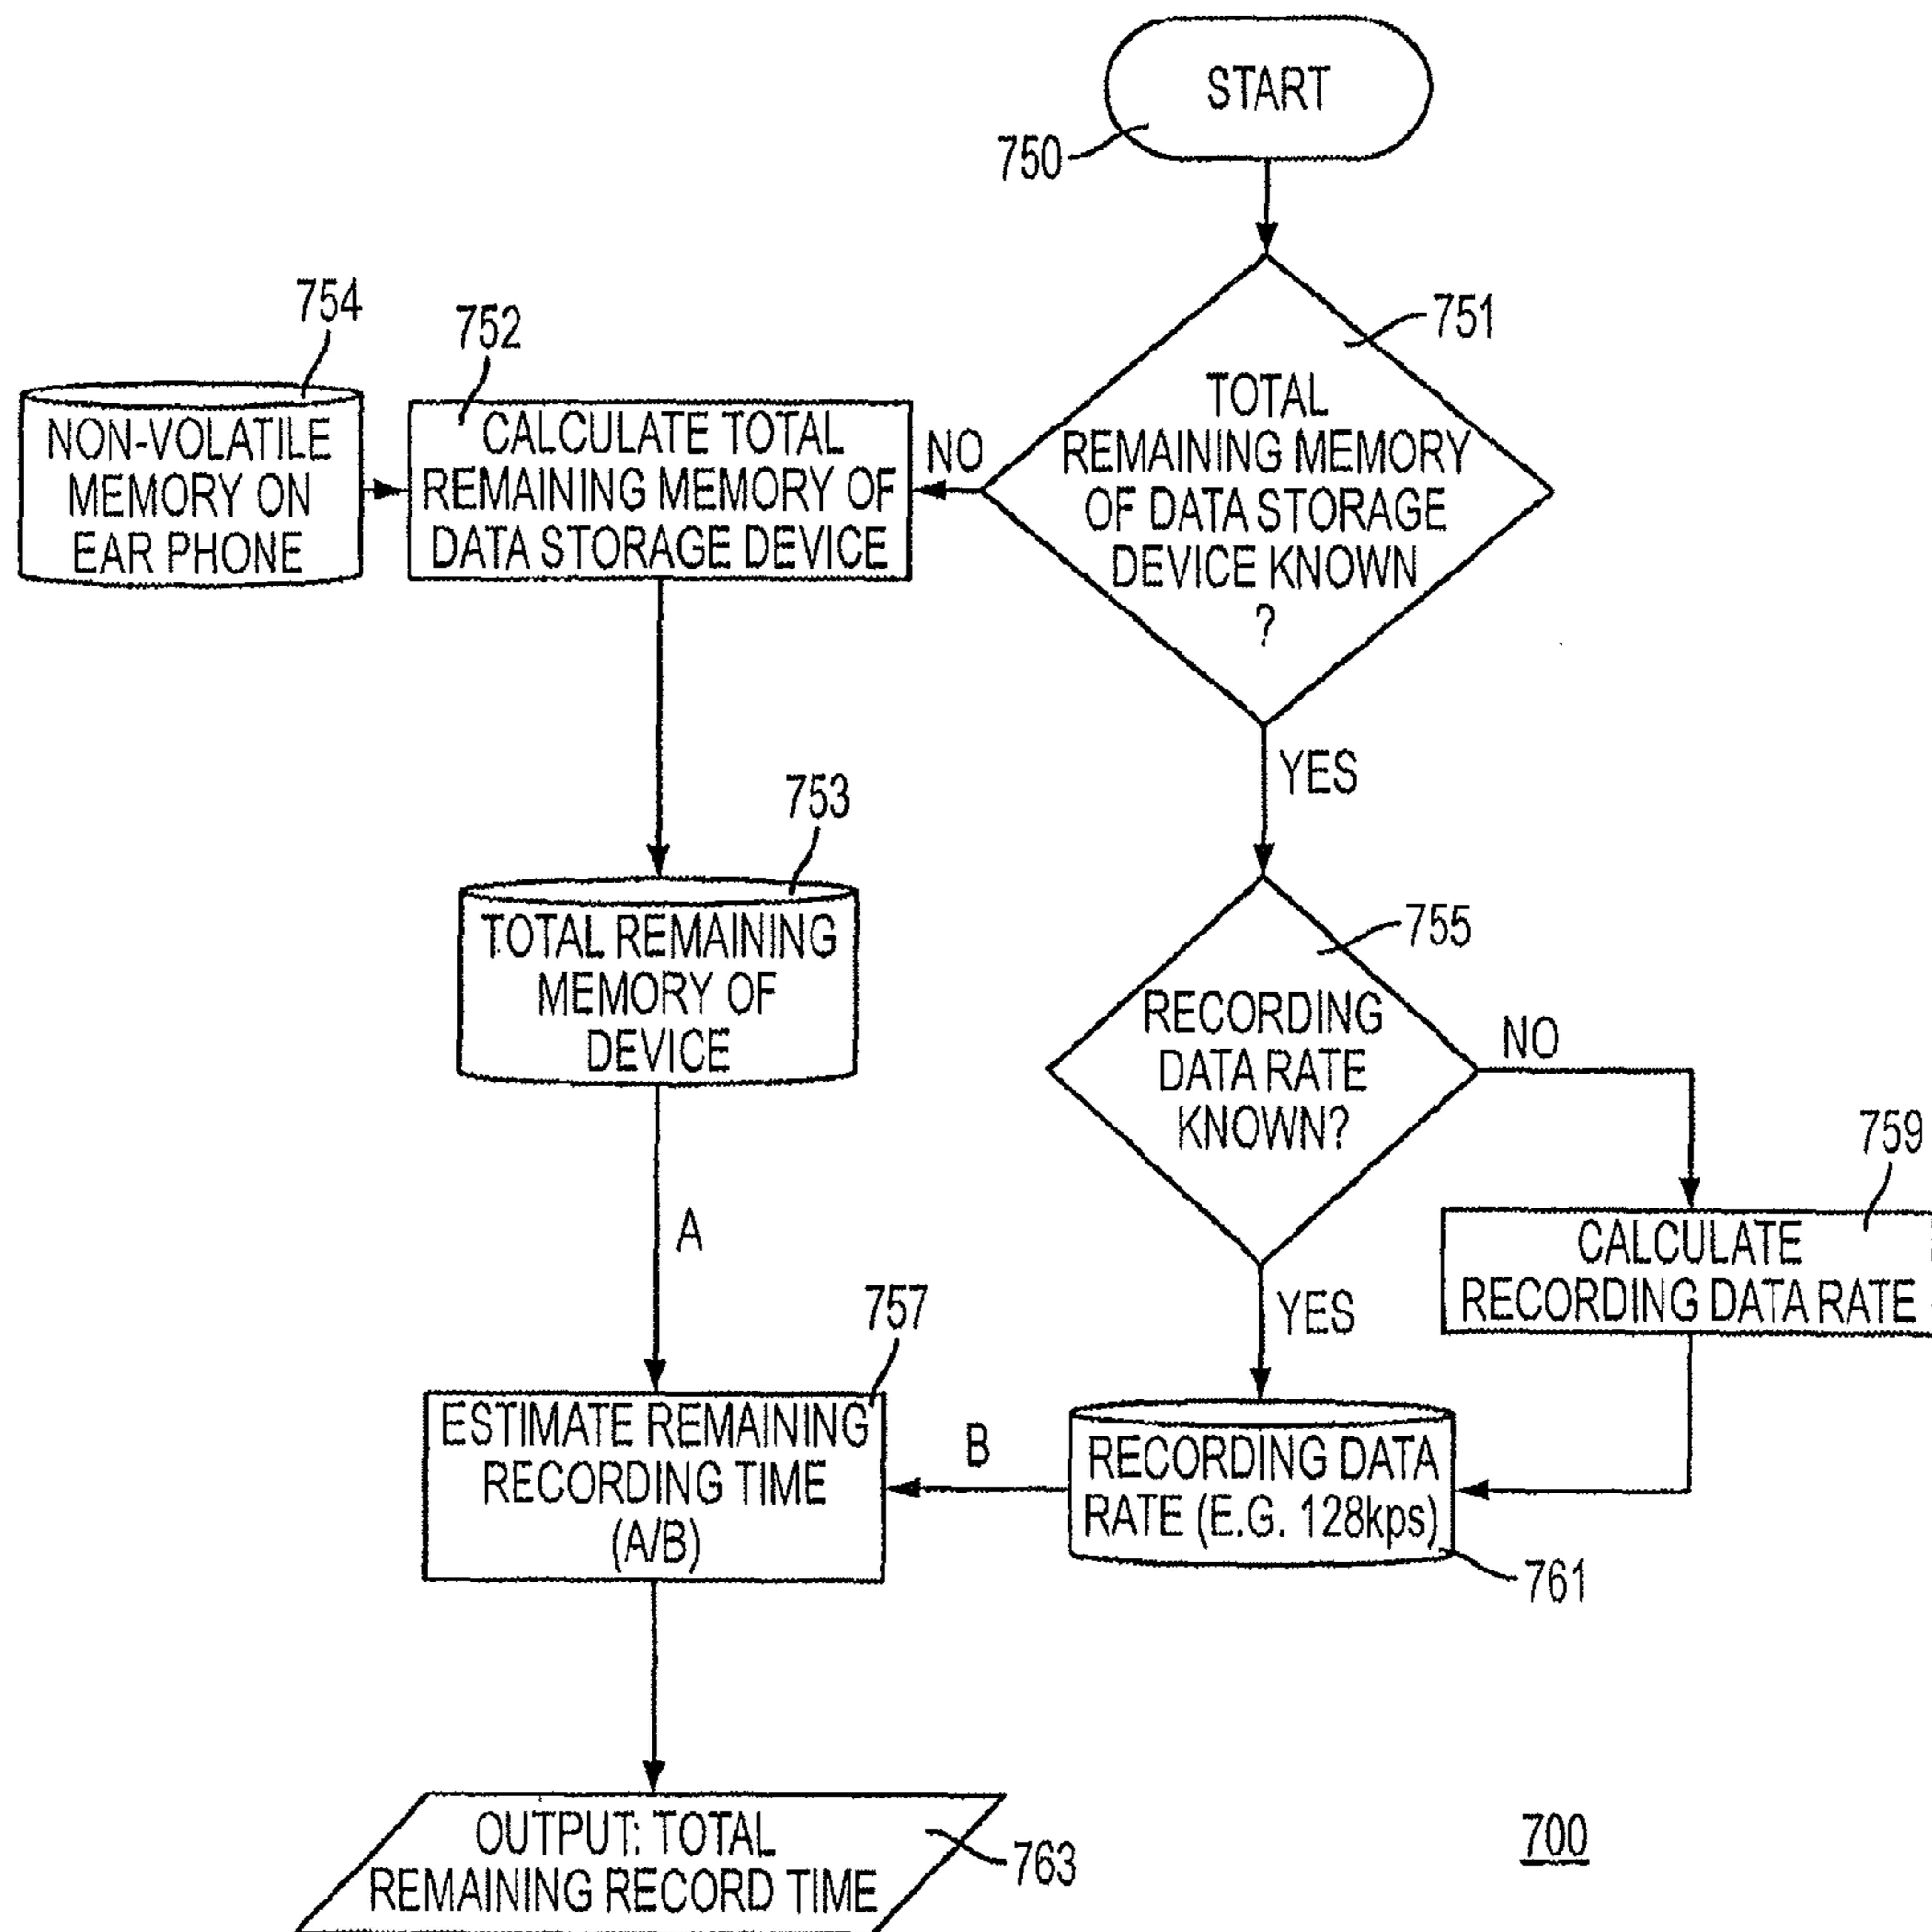 START
750
751
TOTAL
REMAINING MEMORY
OF DATA STORAGE
DEVICE KNOWN
?
NO
752
CALCULATE TOTAL
REMAINING MEMORY OF
DATA STORAGE DEVICE
754
NON-VOLATILE
MEMORY ON
EAR PHONE
YES
753
TOTAL REMAINING
MEMORY OF
DEVICE
755
RECORDING
DATA RATE
KNOWN?
NO
759
CALCULATE
RECORDING DATA RATE
A
YES
757
ESTIMATE REMAINING
RECORDING TIME
(A/B)
B
RECORDING DATA
RATE (E.G. 128kps)
761
OUTPUT: TOTAL
REMAINING RECORD TIME
763
700